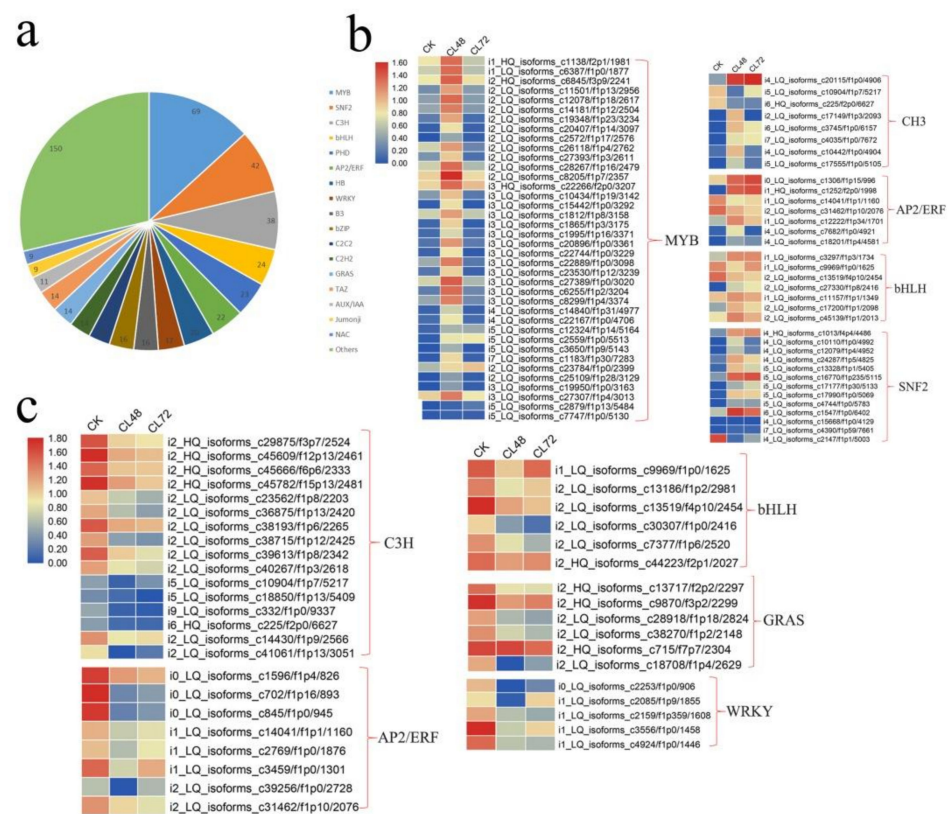 a
69
42
38
24
23
22
17
16
15
14
14
11
9
9
150
MYB
SNF2
C3H
bHLH
PHD
AP2/ERF
HB
WRKY
B3
bZIP
C2C2
C2H2
GRAS
TAZ
AUX/IAA
Jumonji
NAC
Others
b
CK CL48 CL72
1.60
1.40
1.20
1.00
0.80
0.60
0.40
0.20
0.00
i1_HQ_isoforms_c1138/f2p1/1981
i1_LQ_isoforms_c6387/f1p0/1877
i2_HQ_isoforms_c6845/f3p9/2241
i2_LQ_isoforms_c11501/f1p13/2956
i2_LQ_isoforms_c12078/f1p18/2617
i2_LQ_isoforms_c14181/f1p12/2504
i2_LQ_isoforms_c19348/f1p23/3234
i2_LQ_isoforms_c20407/f1p14/3097
i2_LQ_isoforms_c2572/f1p17/2576
i2_LQ_isoforms_c26118/f1p4/2762
i2_LQ_isoforms_c27393/f1p3/2611
i2_LQ_isoforms_c28267/f1p16/2479
i2_LQ_isoforms_c8205/f1p7/2357
i3_HQ_isoforms_c22266/f2p0/3207
i3_LQ_isoforms_c10434/f1p19/3142
i3_LQ_isoforms_c15442/f1p0/3292
i3_LQ_isoforms_c1812/f1p8/3158
i3_LQ_isoforms_c1865/f1p3/3175
i3_LQ_isoforms_c1995/f1p16/3371
i3_LQ_isoforms_c20896/f1p0/3361
i3_LQ_isoforms_c22744/f1p0/3229
i3_LQ_isoforms_c22889/f1p0/3098
i3_LQ_isoforms_c23530/f1p12/3239
i3_LQ_isoforms_c27389/f1p0/3020
i3_LQ_isoforms_c6255/f1p2/3204
i3_LQ_isoforms_c8299/f1p4/3374
i4_LQ_isoforms_c14840/f1p31/4977
i4_LQ_isoforms_c22167/f1p0/4706
i5_LQ_isoforms_c12324/f1p14/5164
i5_LQ_isoforms_c2559/f1p0/5513
i5_LQ_isoforms_c3650/f1p9/5143
i7_LQ_isoforms_c1183/f1p30/7283
i2_LQ_isoforms_c23784/f1p0/2399
i2_LQ_isoforms_c25109/f1p28/3129
i3_LQ_isoforms_c19950/f1p0/3163
i3_LQ_isoforms_c27307/f1p4/3013
i5_LQ_isoforms_c2879/f1p13/5484
i5_LQ_isoforms_c7747/f1p0/5130
MYB
CK CL48 CL72
i4_LQ_isoforms_c20115/f1p0/4906
i5_LQ_isoforms_c10904/f1p7/5217
i6_HQ_isoforms_c225/f2p0/6627
i2_LQ_isoforms_c17149/f1p3/2093
i6_LQ_isoforms_c3745/f1p0/6157
i7_LQ_isoforms_c4035/f1p0/7672
i4_LQ_isoforms_c10442/f1p0/4904
i5_LQ_isoforms_c17555/f1p0/5105
CH3
i0_LQ_isoforms_c1306/f1p15/996
i1_HQ_isoforms_c1252/f2p0/1998
i1_LQ_isoforms_c14041/f1p1/1160
i2_LQ_isoforms_c31462/f1p10/2076
i1_LQ_isoforms_c12222/f1p34/1701
i4_LQ_isoforms_c7682/f1p0/4921
i4_LQ_isoforms_c18201/f1p4/4581
AP2/ERF
i1_LQ_isoforms_c3297/f1p3/1734
i1_LQ_isoforms_c9969/f1p0/1625
i2_LQ_isoforms_c13519/f4p10/2454
i2_LQ_isoforms_c27330/f1p8/2416
i1_LQ_isoforms_c11157/f1p1/1349
i2_LQ_isoforms_c17200/f1p1/2098
i2_LQ_isoforms_c45139/f1p1/2013
bHLH
i4_HQ_isoforms_c1013/f4p4/4486
i4_LQ_isoforms_c10110/f1p0/4992
i4_LQ_isoforms_c12079/f1p4/4952
i4_LQ_isoforms_c24287/f1p5/4825
i5_LQ_isoforms_c13328/f1p1/5405
i5_LQ_isoforms_c16770/f1p235/5115
i5_LQ_isoforms_c17177/f1p30/5133
i5_LQ_isoforms_c17990/f1p0/5069
i5_LQ_isoforms_c4744/f1p0/5783
i6_LQ_isoforms_c1547/f1p0/6402
i4_LQ_isoforms_c15668/f1p0/4129
i7_LQ_isoforms_c4390/f1p59/7661
i4_LQ_isoforms_c2147/f1p1/5003
SNF2
c
CK CL48 CL72
1.80
1.60
1.40
1.20
1.00
0.80
0.60
0.40
0.20
0.00
i2_HQ_isoforms_c29875/f3p7/2524
i2_HQ_isoforms_c45609/f12p13/2461
i2_HQ_isoforms_c45666/f6p6/2333
i2_HQ_isoforms_c45782/f15p13/2481
i2_LQ_isoforms_c23562/f1p8/2203
i2_LQ_isoforms_c36875/f1p13/2420
i2_LQ_isoforms_c38193/f1p6/2265
i2_LQ_isoforms_c38715/f1p12/2425
i2_LQ_isoforms_c39613/f1p8/2342
i2_LQ_isoforms_c40267/f1p3/2618
i5_LQ_isoforms_c10904/f1p7/5217
i5_LQ_isoforms_c18850/f1p13/5409
i9_LQ_isoforms_c332/f1p0/9337
i6_HQ_isoforms_c225/f2p0/6627
i2_LQ_isoforms_c14430/f1p9/2566
i2_LQ_isoforms_c41061/f1p13/3051
C3H
i0_LQ_isoforms_c1596/f1p4/826
i0_LQ_isoforms_c702/f1p16/893
i0_LQ_isoforms_c845/f1p0/945
i1_LQ_isoforms_c14041/f1p1/1160
i1_LQ_isoforms_c2769/f1p0/1876
i1_LQ_isoforms_c3459/f1p0/1301
i2_LQ_isoforms_c39256/f1p0/2728
i2_LQ_isoforms_c31462/f1p10/2076
AP2/ERF
CK CL48 CL72
i1_LQ_isoforms_c9969/f1p0/1625
i2_LQ_isoforms_c13186/f1p2/2981
i2_LQ_isoforms_c13519/f4p10/2454
i2_LQ_isoforms_c30307/f1p0/2416
i2_LQ_isoforms_c7377/f1p6/2520
i2_HQ_isoforms_c44223/f2p1/2027
bHLH
i2_HQ_isoforms_c13717/f2p2/2297
i2_HQ_isoforms_c9870/f3p2/2299
i2_LQ_isoforms_c28918/f1p18/2824
i2_LQ_isoforms_c38270/f1p2/2148
i2_HQ_isoforms_c715/f7p7/2304
i2_LQ_isoforms_c18708/f1p4/2629
GRAS
i0_LQ_isoforms_c2253/f1p0/906
i1_LQ_isoforms_c2085/f1p9/1855
i1_LQ_isoforms_c2159/f1p359/1608
i1_LQ_isoforms_c3556/f1p0/1458
i1_LQ_isoforms_c4924/f1p0/1446
WRKY